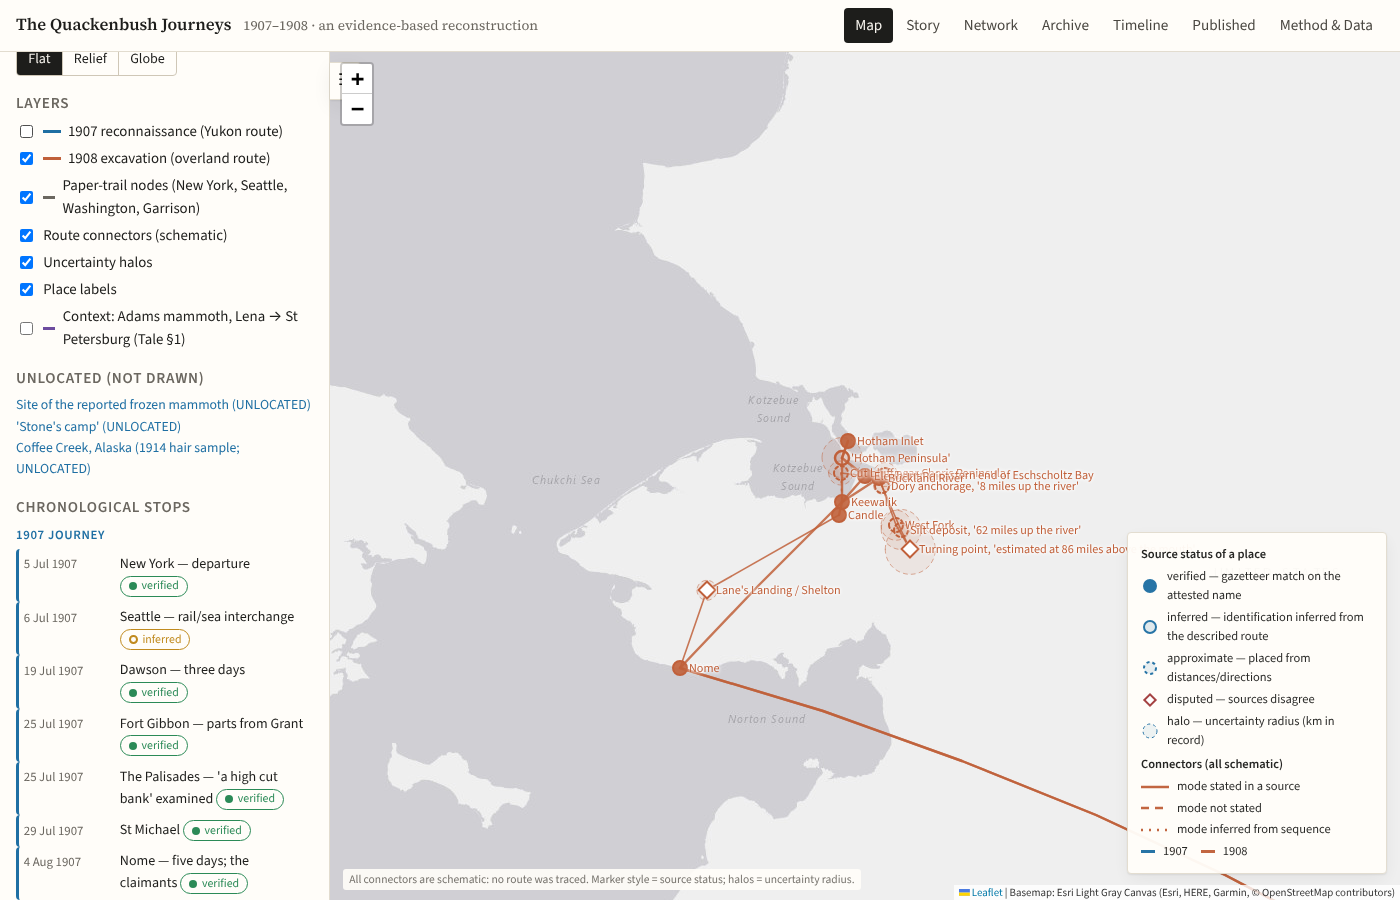 The Quackenbush Journeys 1907–1908 · an evidence-based reconstruction
Map Story Network Archive Timeline Published Method & Data
Flat Relief Globe
LAYERS
1907 reconnaissance (Yukon route)
1908 excavation (overland route)
Paper-trail nodes (New York, Seattle,
Washington, Garrison)
Route connectors (schematic)
Uncertainty halos
Place labels
Context: Adams mammoth, Lena → St
Petersburg (Tale §1)
UNLOCATED (NOT DRAWN)
Site of the reported frozen mammoth (UNLOCATED)
'Stone's camp' (UNLOCATED)
Coffee Creek, Alaska (1914 hair sample;
UNLOCATED)
CHRONOLOGICAL STOPS
1907 JOURNEY
5 Jul 1907 New York — departure
verified
6 Jul 1907 Seattle — rail/sea interchange
inferred
19 Jul 1907 Dawson — three days
verified
25 Jul 1907 Fort Gibbon — parts from Grant
verified
25 Jul 1907 The Palisades — 'a high cut
bank' examined verified
29 Jul 1907 St Michael verified
4 Aug 1907 Nome — five days; the
claimants verified
+
−
Kotzebue
Sound
Hotham Inlet
'Hotham Peninsula'
Kotzebue
Sound
end of Eschscholtz Bay
Buckland River
Dory anchorage, '8 miles up the river'
Chukchi Sea
Keewalik
Candle
West Fork
Silt deposit, '62 miles up the river'
Turning point, 'estimated at 86 miles abov
Lane's Landing / Shelton
Nome
Norton Sound
Source status of a place
verified — gazetteer match on the
attested name
inferred — identification inferred from
the described route
approximate — placed from
distances/directions
disputed — sources disagree
halo — uncertainty radius (km in
record)
Connectors (all schematic)
mode stated in a source
mode not stated
mode inferred from sequence
1907 1908
All connectors are schematic: no route was traced. Marker style = source status; halos = uncertainty radius.
Leaflet | Basemap: Esri Light Gray Canvas (Esri, HERE, Garmin, © OpenStreetMap contributors)